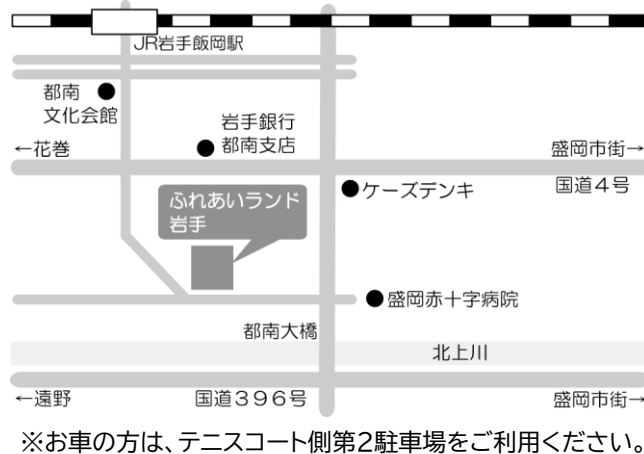 JR岩手飯岡駅
都南
文化会館
岩手銀行
都南支店
←花巻
盛岡市街→
国道4号
ケーズデンキ
ふれあいランド
岩手
盛岡赤十字病院
都南大橋
北上川
←遠野
国道396号
盛岡市街→
※お車の方は、テニスコート側第2駐車場をご利用ください。